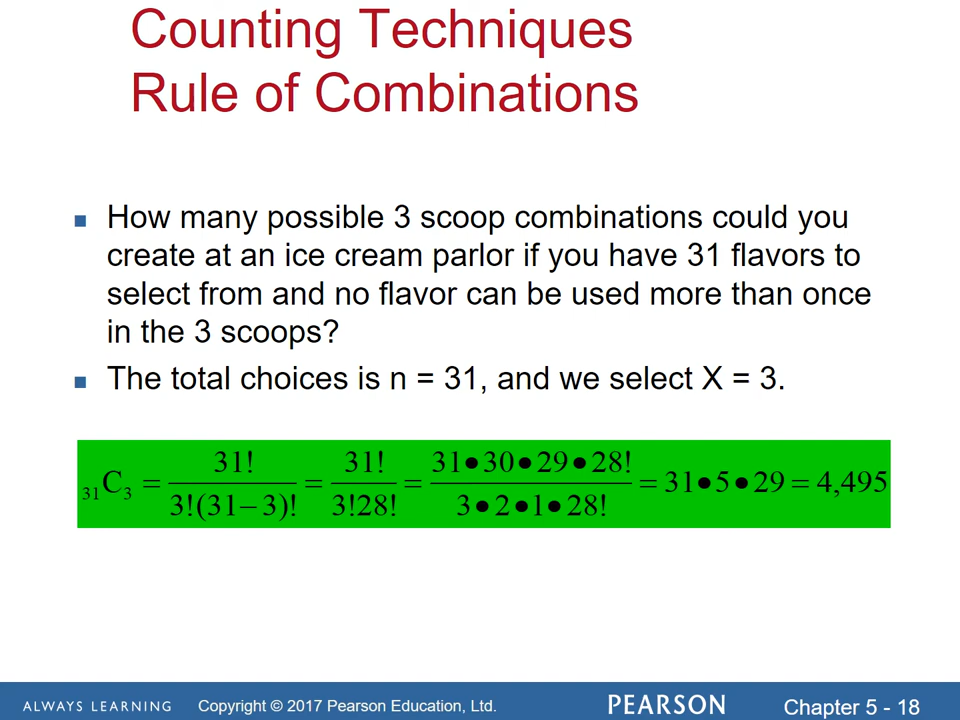 Counting Techniques
Rule of Combinations
■ How many possible 3 scoop combinations could you
create at an ice cream parlor if you have 31 flavors to
select from and no flavor can be used more than once
in the 3 scoops?
■ The total choices is n = 31, and we select X = 3.
₃₁C₃ = 31! / 3!(31 − 3)! = 31! / 3!28! = 31•30•29•28! / 3•2•1•28! = 31•5•29 = 4,495
ALWAYS LEARNING Copyright © 2017 Pearson Education, Ltd. PEARSON Chapter 5 - 18